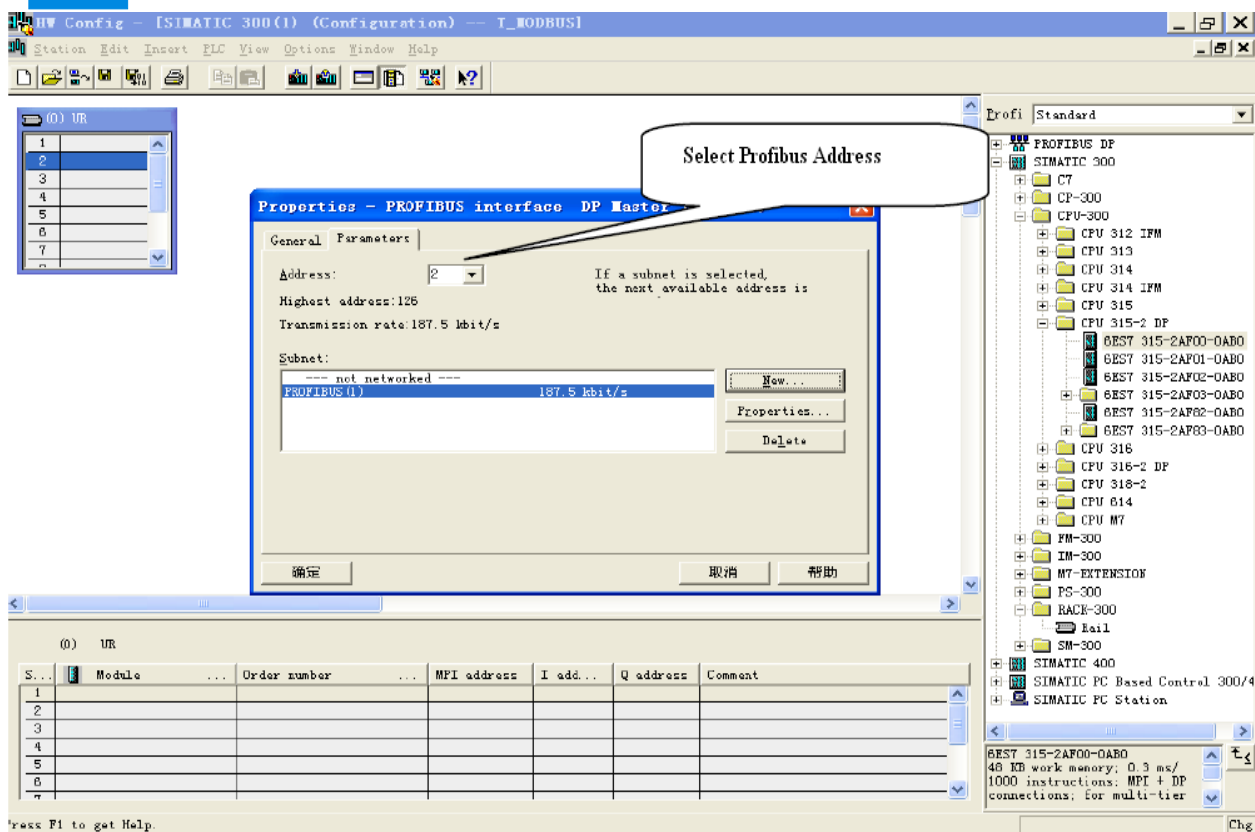 HW Config - [SIMATIC 300(1) (Configuration) -- T_MODBUS]
Station Edit Insert PLC View Options Window Help
(0) UR
1
2
3
4
5
6
7
Select Profibus Address
Properties - PROFIBUS interface DP Master
General Parameters
Address: 2
If a subnet is selected,
the next available address is
Highest address:126
Transmission rate:187.5 kbit/s
Subnet:
--- not networked ---
PROFIBUS(1) 187.5 kbit/s
New...
Properties...
Delete
确定 取消 帮助
Profi Standard
PROFIBUS DP
SIMATIC 300
C7
CP-300
CPU-300
CPU 312 IFM
CPU 313
CPU 314
CPU 314 IFM
CPU 315
CPU 315-2 DP
6ES7 315-2AF00-0AB0
6ES7 315-2AF01-0AB0
6ES7 315-2AF02-0AB0
6ES7 315-2AF03-0AB0
6ES7 315-2AF82-0AB0
6ES7 315-2AF83-0AB0
CPU 316
CPU 316-2 DP
CPU 318-2
CPU 614
CPU M7
FM-300
IM-300
M7-EXTENSION
PS-300
RACK-300
Rail
SM-300
SIMATIC 400
SIMATIC PC Based Control 300/4
SIMATIC PC Station
6ES7 315-2AF00-0AB0
48 KB work memory; 0.3 ms/
1000 instructions; MPI + DP
connections; for multi-tier
(0) UR
S... Module ... Order number ... MPI address I add... Q address Comment
1
2
3
4
5
6
7
Press F1 to get Help.
Chg